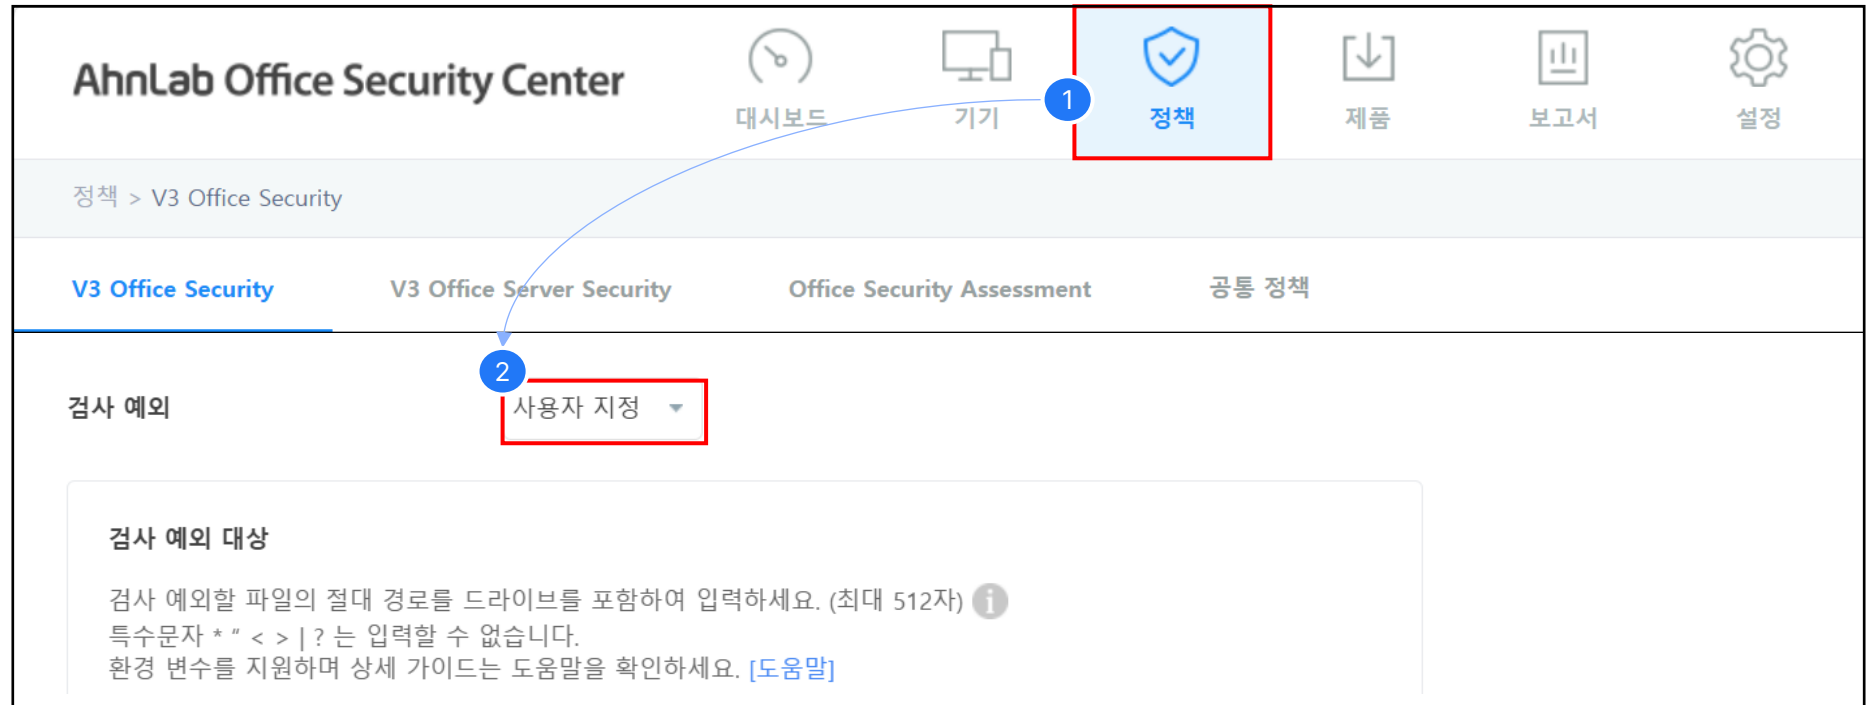 AhnLab Office Security Center
대시보드
기기
1
정책
제품
보고서
설정
정책 > V3 Office Security
V3 Office Security
V3 Office Server Security
Office Security Assessment
공통 정책
2
검사 예외
사용자 지정
검사 예외 대상
검사 예외할 파일의 절대 경로를 드라이브를 포함하여 입력하세요. (최대 512자) i
특수문자 * “ < > | ? 는 입력할 수 없습니다.
환경 변수를 지원하며 상세 가이드는 도움말을 확인하세요. [도움말]